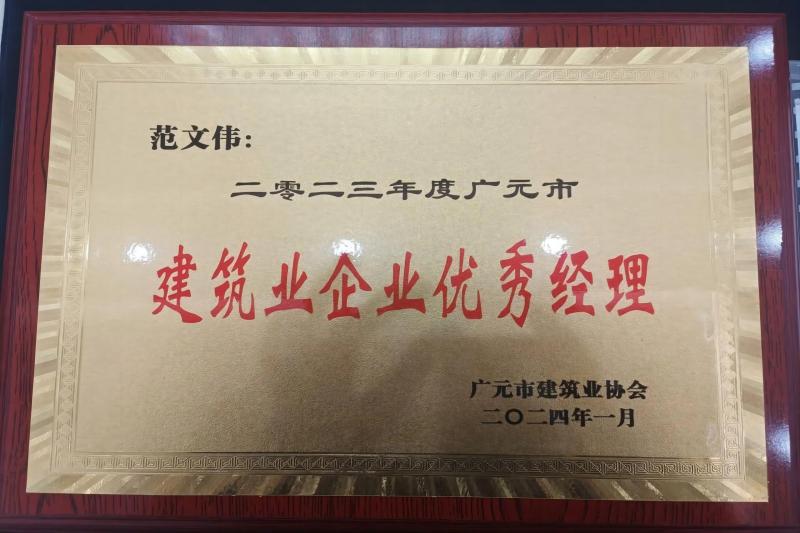 范文伟：
二零二三年度广元市
建筑业企业优秀经理
广元市建筑业协会
二〇二四年一月